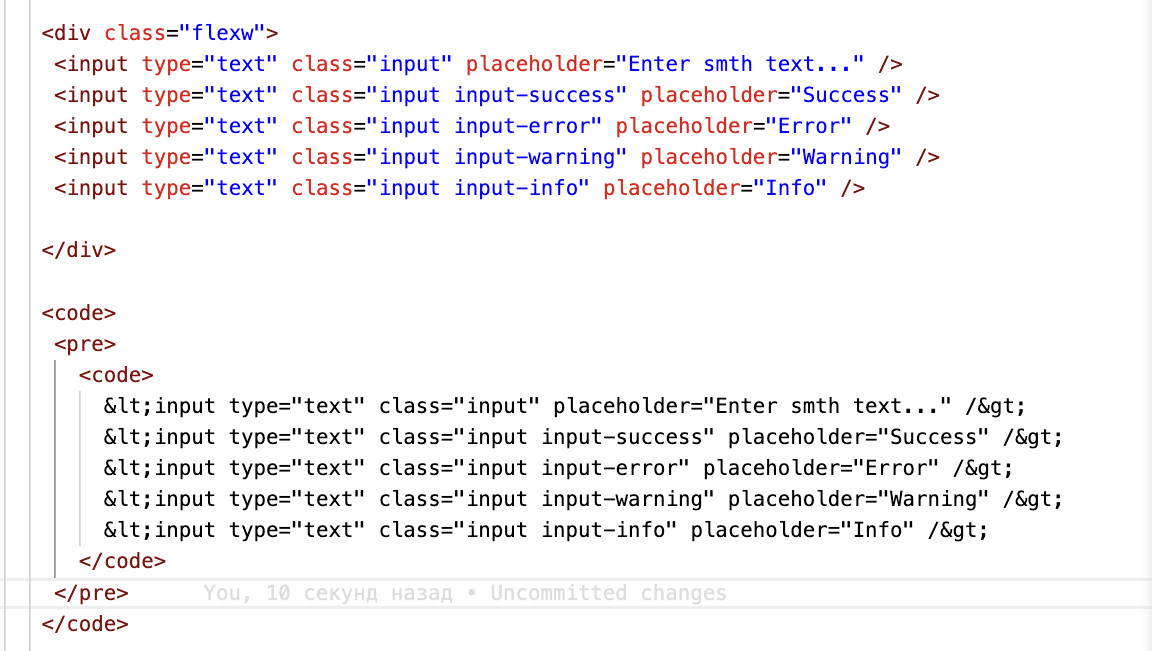 <div class="flexw">
<input type="text" class="input" placeholder="Enter smth text..." />
<input type="text" class="input input-success" placeholder="Success" />
<input type="text" class="input input-error" placeholder="Error" />
<input type="text" class="input input-warning" placeholder="Warning" />
<input type="text" class="input input-info" placeholder="Info" />
</div>
<code>
<pre>
<code>
&lt;input type="text" class="input" placeholder="Enter smth text..." /&gt;
&lt;input type="text" class="input input-success" placeholder="Success" /&gt;
&lt;input type="text" class="input input-error" placeholder="Error" /&gt;
&lt;input type="text" class="input input-warning" placeholder="Warning" /&gt;
&lt;input type="text" class="input input-info" placeholder="Info" /&gt;
</code>
</pre> You, 10 секунд назад • Uncommitted changes
</code>